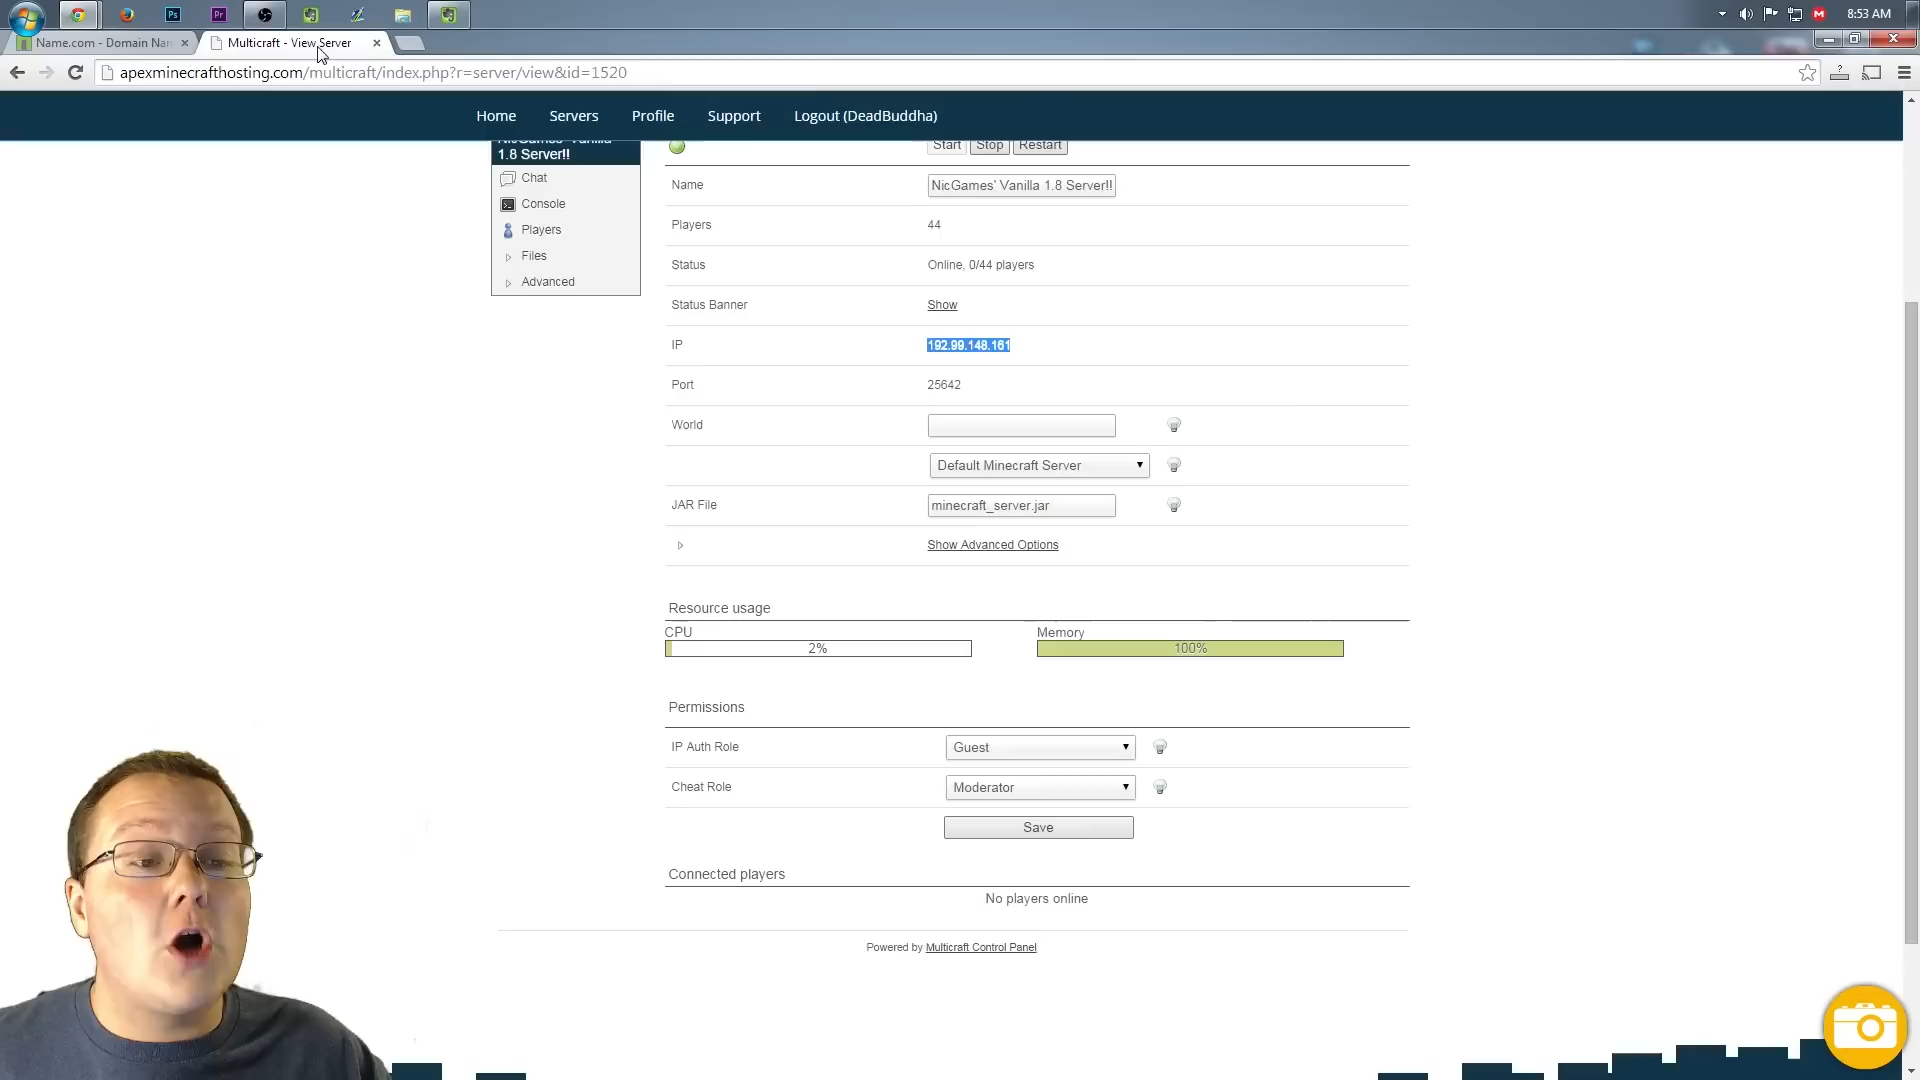 8:53 AM
Name.com - Domain Nan
Multicraft - View Server
apexminecrafthosting.com/multicraft/index.php?r=server/view&id=1520
Home
Servers
Profile
Support
Logout (DeadBuddha)
NicGames' Vanilla
1.8 Server!!
Chat
Console
Players
Files
Advanced
Start
Stop
Restart
Name
NicGames' Vanilla 1.8 Server!!
Players
44
Status
Online, 0/44 players
Status Banner
Show
IP
192.99.148.161
Port
25642
World
Default Minecraft Server
JAR File
minecraft_server.jar
Show Advanced Options
Resource usage
CPU
Memory
2%
100%
Permissions
IP Auth Role
Guest
Cheat Role
Moderator
Save
Connected players
No players online
Powered by Multicraft Control Panel